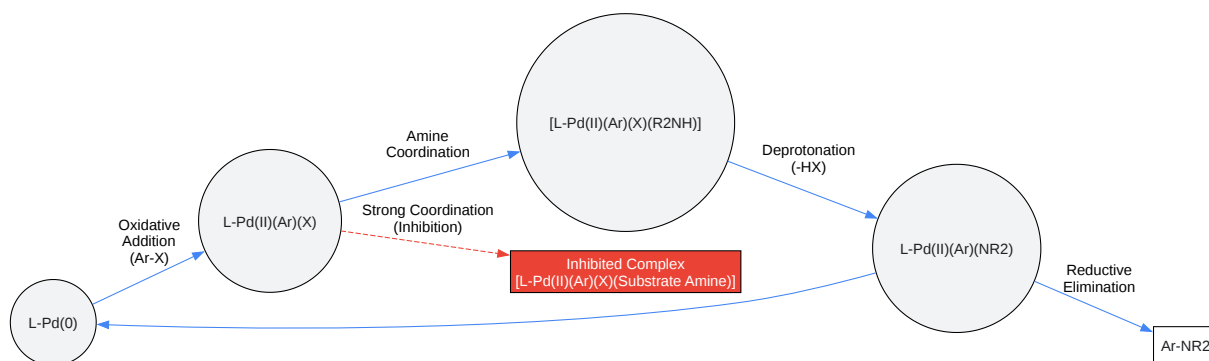 [L-Pd(II)(Ar)(X)(R2NH)]
Amine
Coordination
Deprotonation
(-HX)
Strong Coordination
(Inhibition)
L-Pd(II)(Ar)(X)
Oxidative
Addition
(Ar-X)
L-Pd(II)(Ar)(NR2)
Inhibited Complex
[L-Pd(II)(Ar)(X)(Substrate Amine)]
Reductive
Elimination
L-Pd(0)
Ar-NR2